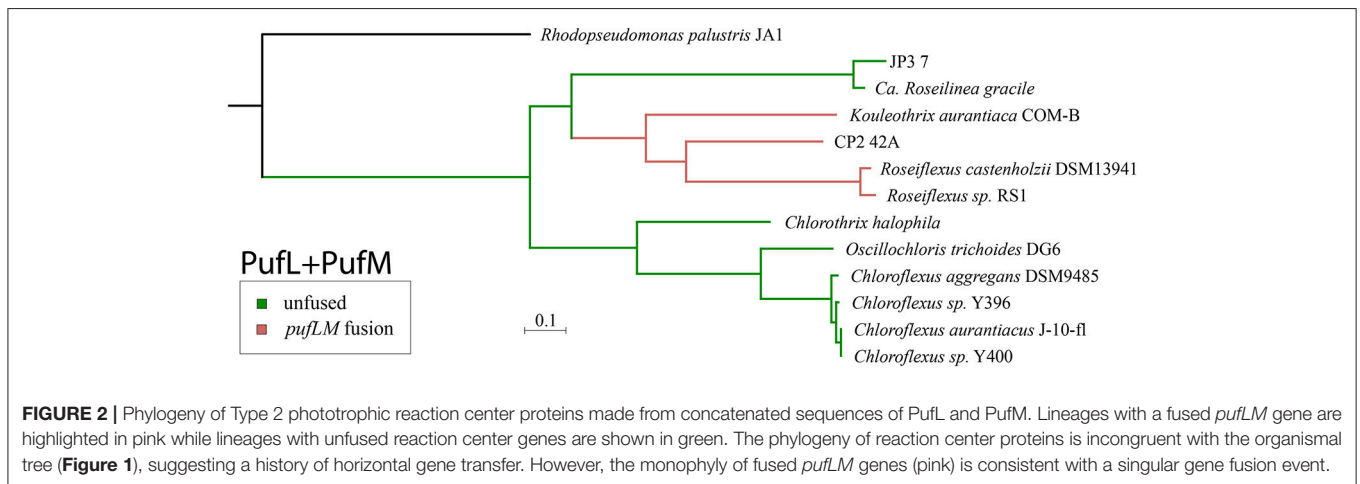 Rhodopseudomonas palustris JA1
JP3 7
Ca. Roseilinea gracile
Kouleothrix aurantiaca COM-B
CP2 42A
Roseiflexus castenholzii DSM13941
Roseiflexus sp. RS1
Chlorothrix halophila
Oscillochloris trichoides DG6
Chloroflexus aggregans DSM9485
Chloroflexus sp. Y396
Chloroflexus aurantiacus J-10-fl
Chloroflexus sp. Y400
PufL+PufM
unfused
pufLM fusion
0.1
FIGURE 2 | Phylogeny of Type 2 phototrophic reaction center proteins made from concatenated sequences of PufL and PufM. Lineages with a fused pufLM gene are
highlighted in pink while lineages with unfused reaction center genes are shown in green. The phylogeny of reaction center proteins is incongruent with the organismal
tree (Figure 1), suggesting a history of horizontal gene transfer. However, the monophyly of fused pufLM genes (pink) is consistent with a singular gene fusion event.